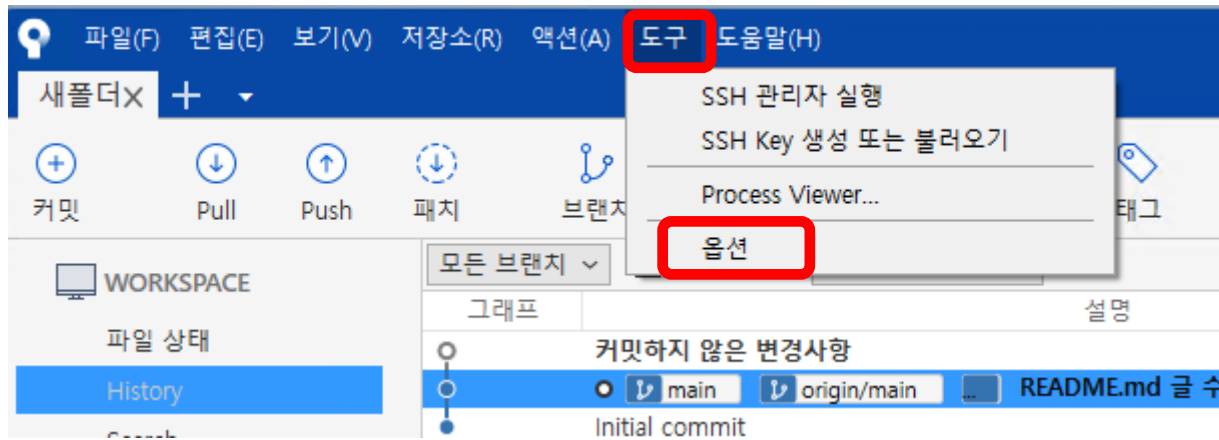 파일(F) 편집(E) 보기(V) 저장소(R) 액션(A) 도구 도움말(H)
새폴더
SSH 관리자 실행
SSH Key 생성 또는 불러오기
Process Viewer...
옵션
커밋 Pull Push 패치 태그
모든 브랜치
WORKSPACE
그래프 설명
파일 상태
커밋하지 않은 변경사항
History
main origin/main ... README.md 글
Initial commit